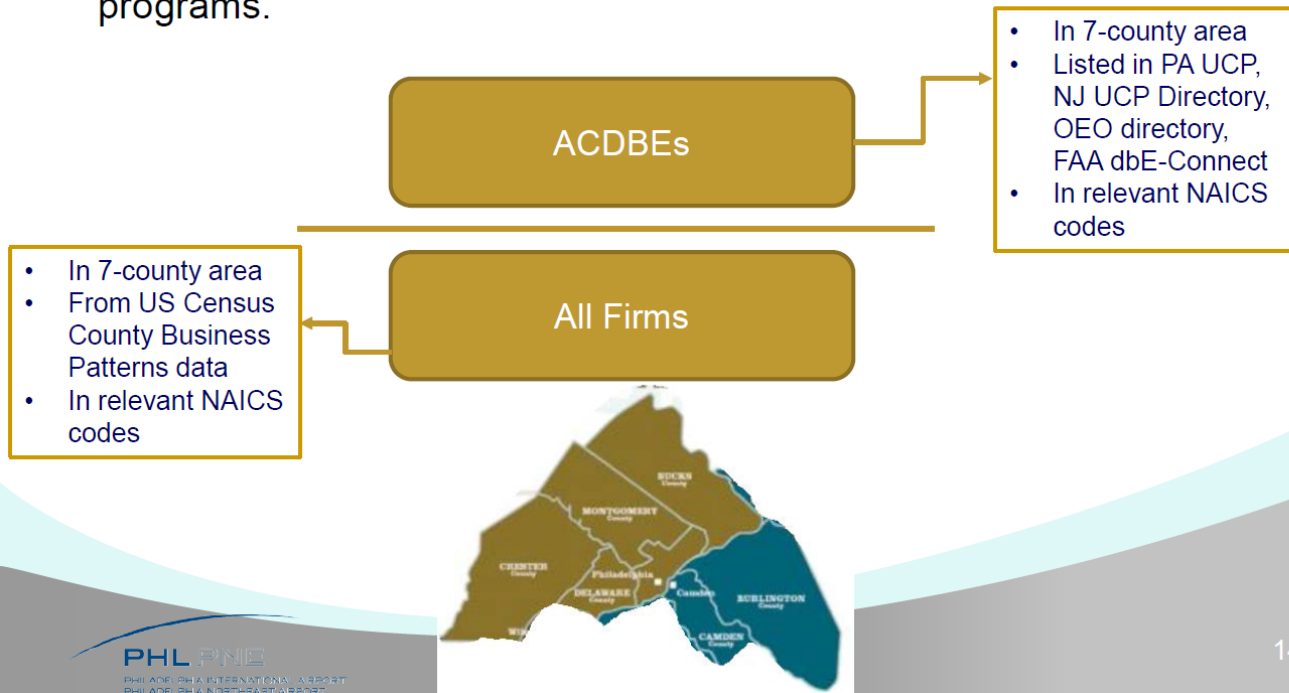 programs.
• In 7-county area
• Listed in PA UCP,
NJ UCP Directory,
OEO directory,
FAA dbE-Connect
• In relevant NAICS
codes
ACDBEs
• In 7-county area
• From US Census
County Business
Patterns data
• In relevant NAICS
codes
All Firms
BUCKS
County
MONTGOMERY
County
CHESTER
County
Philadelphia
DELAWARE
County
Camden
BURLINGTON
County
CAMDEN
County
PHL PNE
PHILADELPHIA INTERNATIONAL AIRPORT
PHILADELPHIA NORTHEAST AIRPORT